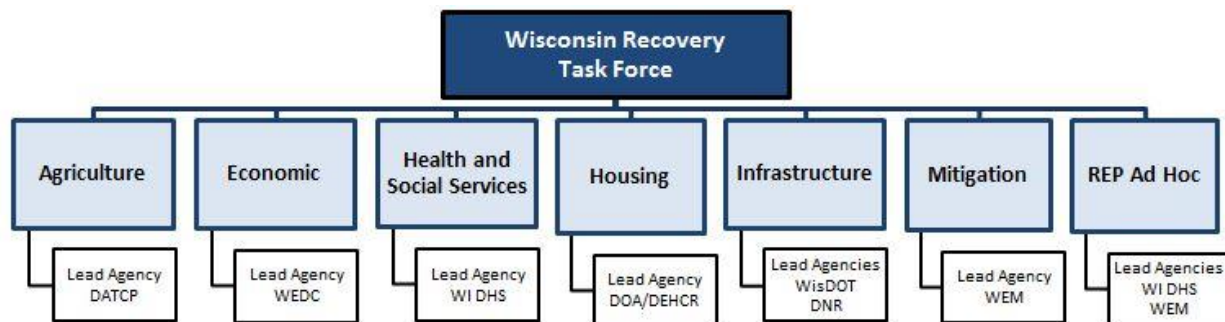 Wisconsin Recovery
Task Force
Agriculture
Economic
Health and
Social Services
Housing
Infrastructure
Mitigation
REP Ad Hoc
Lead Agency
DATCP
Lead Agency
WEDC
Lead Agency
WI DHS
Lead Agency
DOA/DEHCR
Lead Agencies
WisDOT
DNR
Lead Agency
WEM
Lead Agencies
WI DHS
WEM